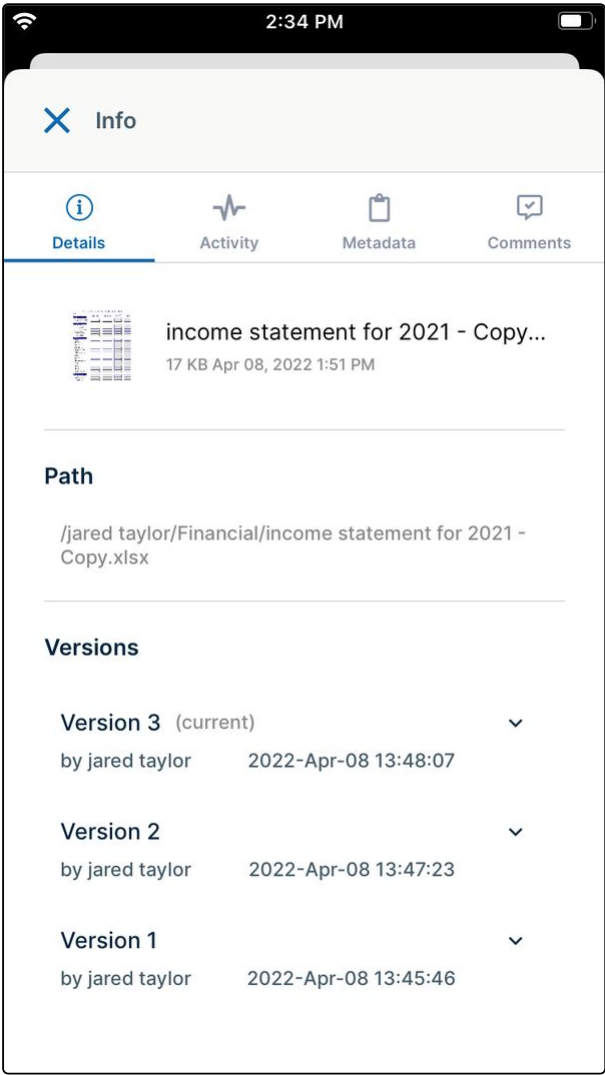 2:34 PM
Info
Details Activity Metadata Comments
income statement for 2021 - Copy...
17 KB Apr 08, 2022 1:51 PM
Path
/jared taylor/Financial/income statement for 2021 -
Copy.xlsx
Versions
Version 3 (current)
by jared taylor 2022-Apr-08 13:48:07
Version 2
by jared taylor 2022-Apr-08 13:47:23
Version 1
by jared taylor 2022-Apr-08 13:45:46